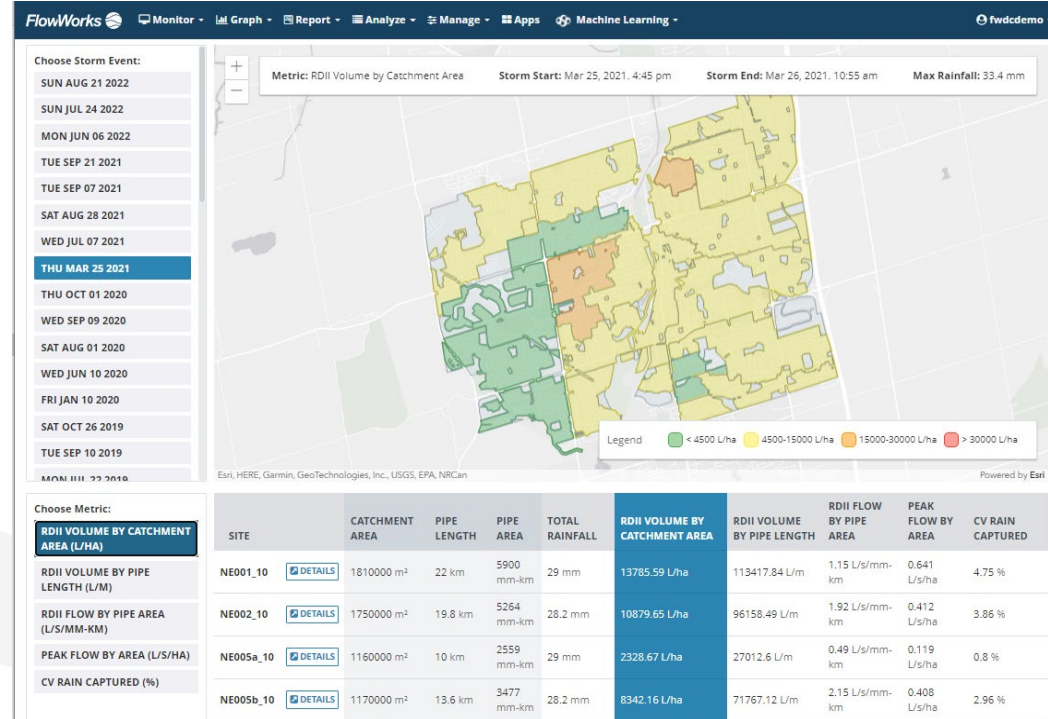 FlowWorks Monitor Graph Report Analyze Manage Apps Machine Learning fwdcdemo
Choose Storm Event:
SUN AUG 21 2022
SUN JUL 24 2022
MON JUN 06 2022
TUE SEP 21 2021
TUE SEP 07 2021
SAT AUG 28 2021
WED JUL 07 2021
THU MAR 25 2021
THU OCT 01 2020
WED SEP 09 2020
SAT AUG 01 2020
WED JUN 10 2020
FRI JAN 10 2020
SAT OCT 26 2019
TUE SEP 10 2019
MON JUL 22 2019
+
−
Metric: RDII Volume by Catchment Area Storm Start: Mar 25, 2021. 4:45 pm Storm End: Mar 26, 2021. 10:55 am Max Rainfall: 33.4 mm
Legend < 4500 L/ha 4500-15000 L/ha 15000-30000 L/ha > 30000 L/ha
Esri, HERE, Garmin, GeoTechnologies, Inc., USGS, EPA, NRCan Powered by Esri
Choose Metric:
RDII VOLUME BY CATCHMENT
AREA (L/HA)
RDII VOLUME BY PIPE
LENGTH (L/M)
RDII FLOW BY PIPE AREA
(L/S/MM-KM)
PEAK FLOW BY AREA (L/S/HA)
CV RAIN CAPTURED (%)
SITE CATCHMENT AREA PIPE LENGTH PIPE AREA TOTAL RAINFALL RDII VOLUME BY CATCHMENT AREA RDII VOLUME BY PIPE LENGTH RDII FLOW BY PIPE AREA PEAK FLOW BY AREA CV RAIN CAPTURED
NE001_10 DETAILS 1810000 m² 22 km 5900 mm-km 29 mm 13785.59 L/ha 113417.84 L/m 1.15 L/s/mm-km 0.641 L/s/ha 4.75 %
NE002_10 DETAILS 1750000 m² 19.8 km 5264 mm-km 28.2 mm 10879.65 L/ha 96158.49 L/m 1.92 L/s/mm-km 0.412 L/s/ha 3.86 %
NE005a_10 DETAILS 1160000 m² 10 km 2559 mm-km 29 mm 2328.67 L/ha 27012.6 L/m 0.49 L/s/mm-km 0.119 L/s/ha 0.8 %
NE005b_10 DETAILS 1170000 m² 13.6 km 3477 mm-km 28.2 mm 8342.16 L/ha 71767.12 L/m 2.15 L/s/mm-km 0.408 L/s/ha 2.96 %